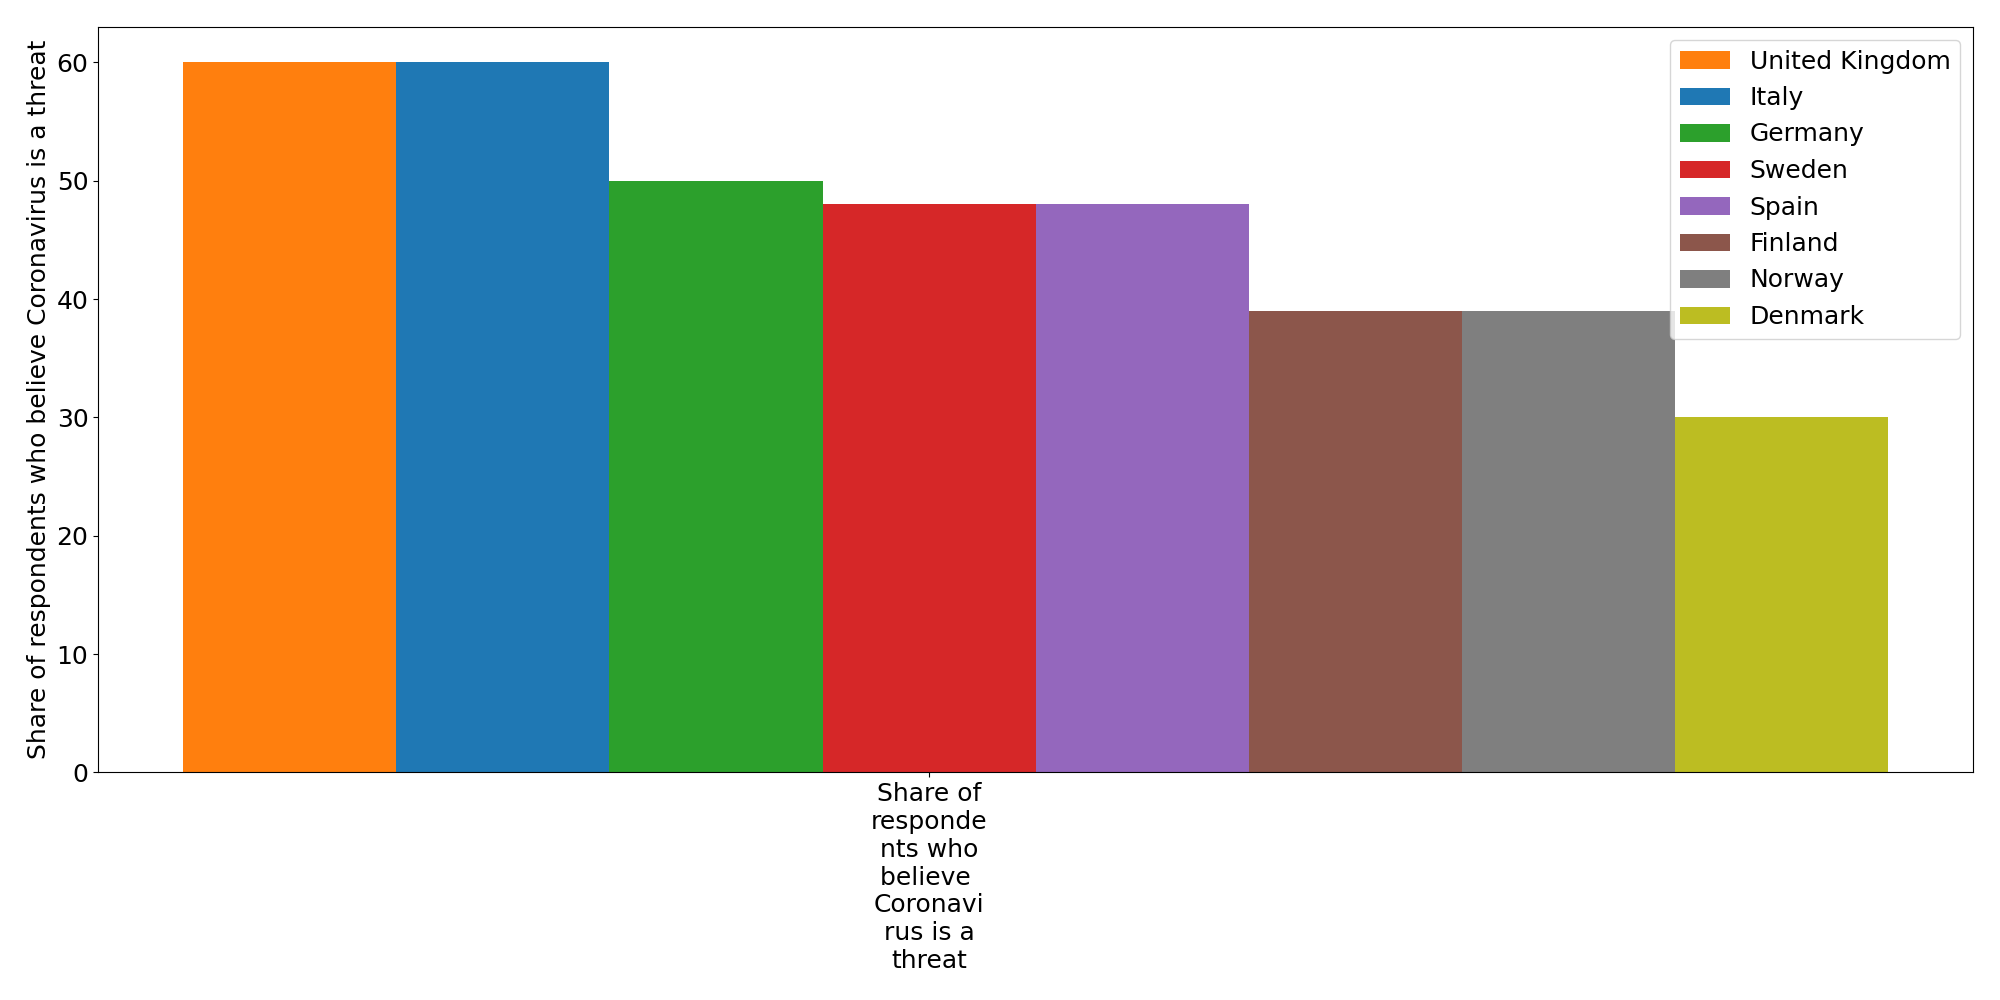 Share of respondents who believe Coronavirus is a threat
60
50
40
30
20
10
0
United Kingdom
Italy
Germany
Sweden
Spain
Finland
Norway
Denmark
Share of
responde
nts who
believe
Coronavi
rus is a
threat